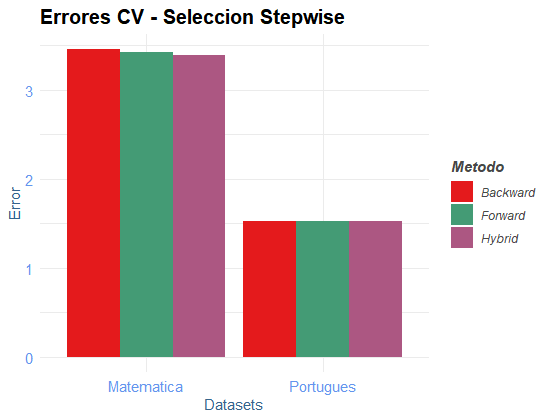 Errores CV - Seleccion Stepwise
Error
3
2
1
0
Matematica
Portugues
Datasets
Metodo
Backward
Forward
Hybrid